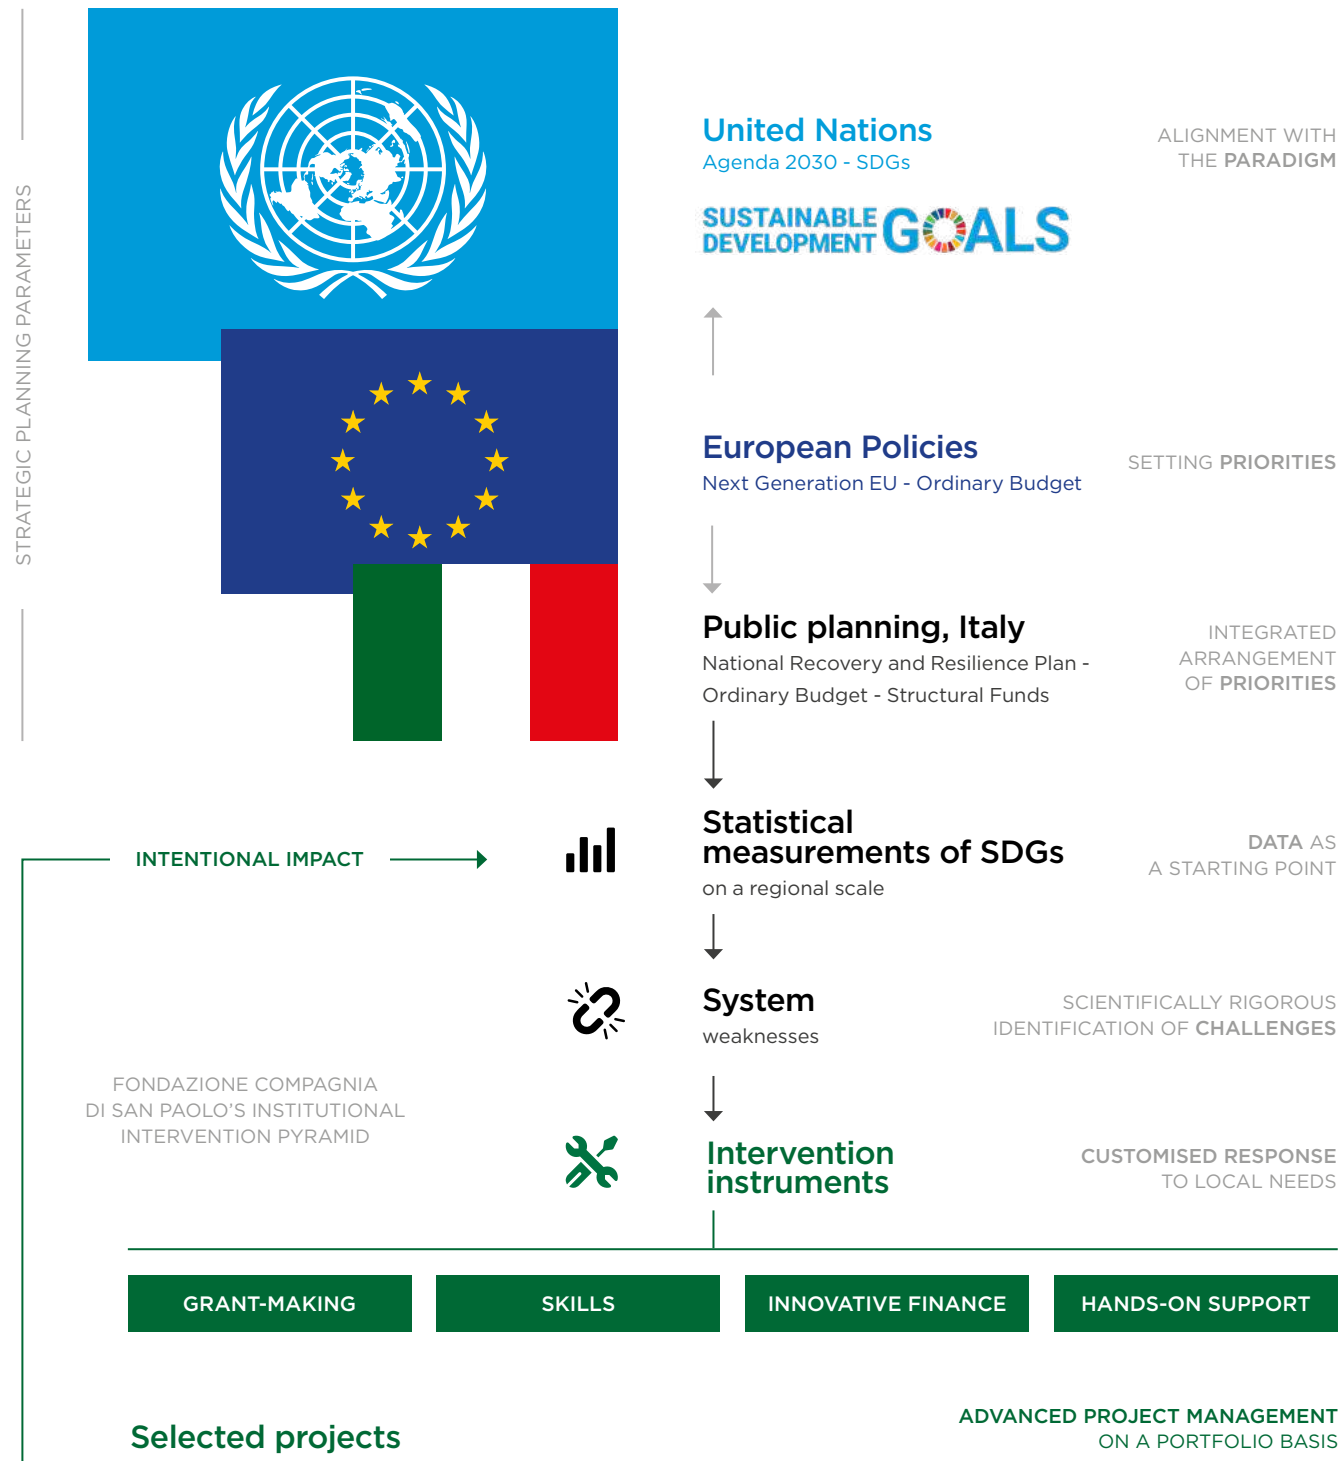 STRATEGIC PLANNING PARAMETERS
United Nations
Agenda 2030 - SDGs
ALIGNMENT WITH
THE PARADIGM
SUSTAINABLE
DEVELOPMENT
GOALS
European Policies
Next Generation EU - Ordinary Budget
SETTING PRIORITIES
Public planning, Italy
National Recovery and Resilience Plan -
Ordinary Budget - Structural Funds
INTEGRATED
ARRANGEMENT
OF PRIORITIES
INTENTIONAL IMPACT
Statistical
measurements of SDGs
on a regional scale
DATA AS
A STARTING POINT
System
weaknesses
SCIENTIFICALLY RIGOROUS
IDENTIFICATION OF CHALLENGES
FONDAZIONE COMPAGNIA
DI SAN PAOLO'S INSTITUTIONAL
INTERVENTION PYRAMID
Intervention
instruments
CUSTOMISED RESPONSE
TO LOCAL NEEDS
GRANT-MAKING
SKILLS
INNOVATIVE FINANCE
HANDS-ON SUPPORT
Selected projects
ADVANCED PROJECT MANAGEMENT
ON A PORTFOLIO BASIS